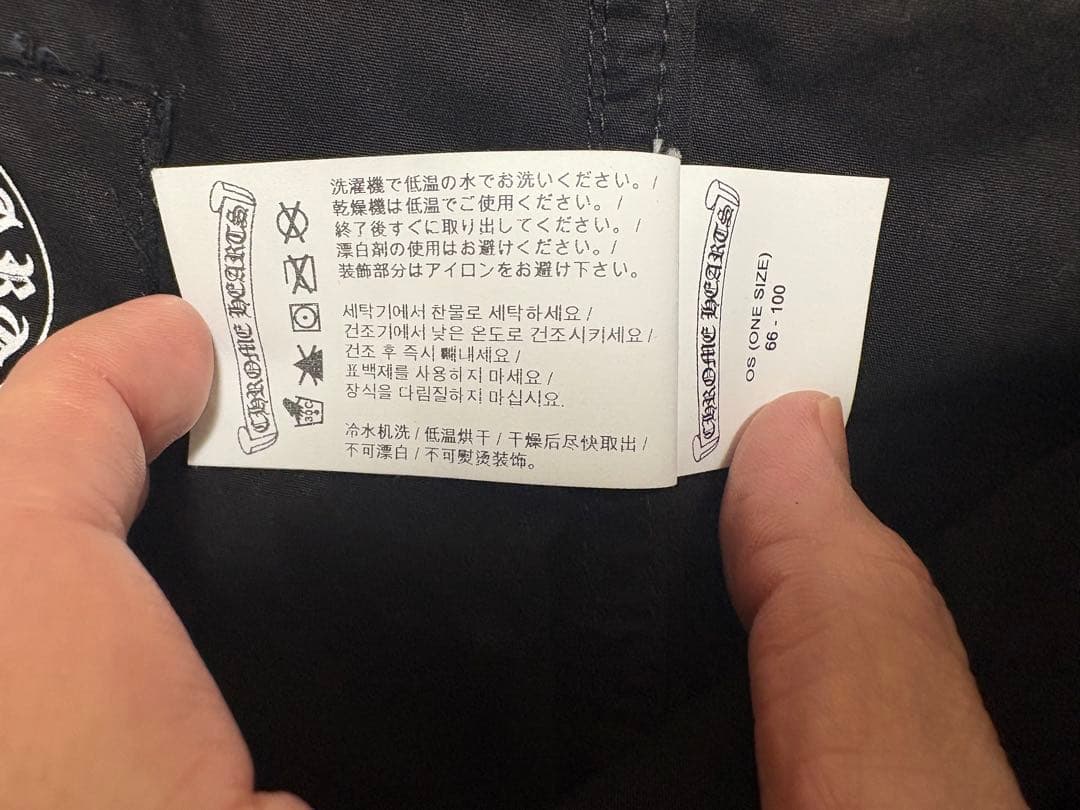 CHROME HEARTS
洗濯機で低温の水でお洗いください。/
乾燥機は低温でご使用ください。/
終了後すぐに取り出してください。/
漂白剤の使用はお避けください。/
装飾部分はアイロンをお避け下さい。
세탁기에서 찬물로 세탁하세요 /
건조기에서 낮은 온도로 건조시키세요 /
건조 후 즉시 빼내세요 /
표백제를 사용하지 마세요 /
장식을 다림질하지 마십시요.
冷水机洗 / 低温烘干 / 干燥后尽快取出 /
不可漂白 / 不可熨烫装饰。
30C
CHROME HEARTS
OS (ONE SIZE)
66 - 100